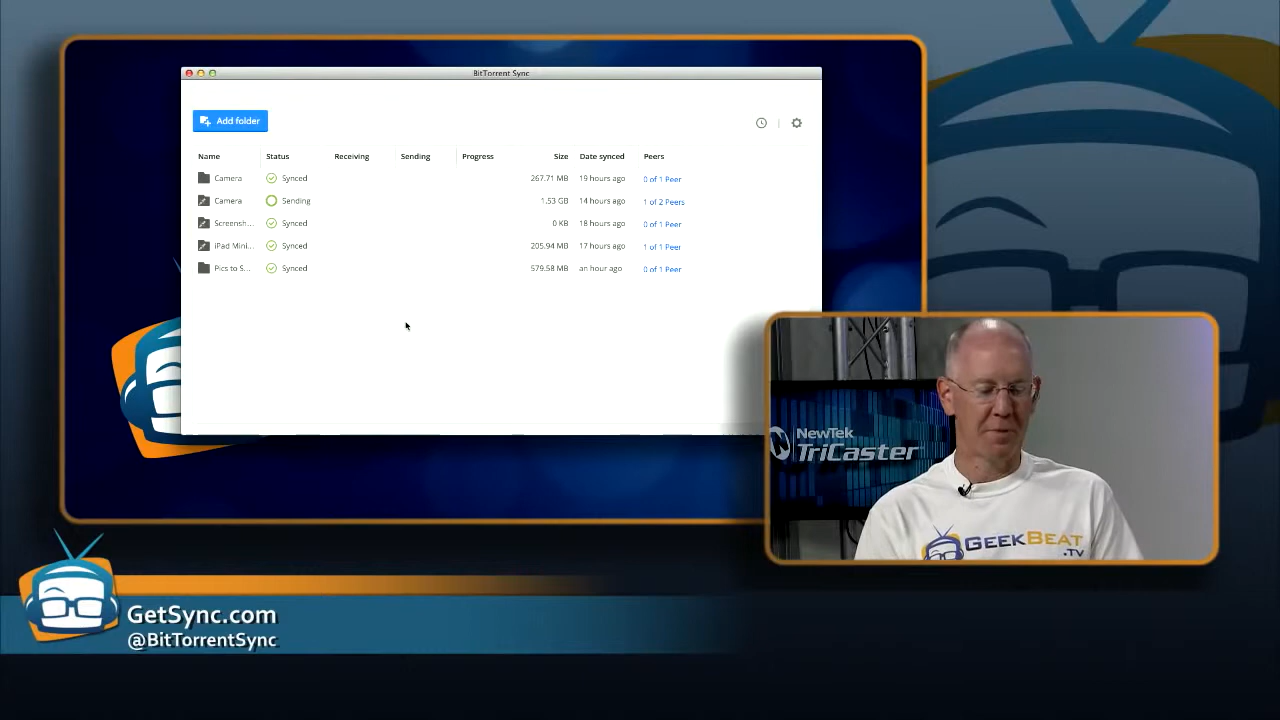 BitTorrent Sync
Add folder
Name Status Receiving Sending Progress Size Date synced Peers
Camera Synced 267.71 MB 19 hours ago 0 of 1 Peer
Camera Sending 1.53 GB 14 hours ago 1 of 2 Peers
Screensh... Synced 0 KB 18 hours ago 0 of 1 Peer
iPad Mini... Synced 205.94 MB 17 hours ago 1 of 1 Peer
Pics to S... Synced 579.58 MB an hour ago 0 of 1 Peer
NewTek
TriCaster
GEEKBEAT
.TV
GetSync.com
@BitTorrentSync